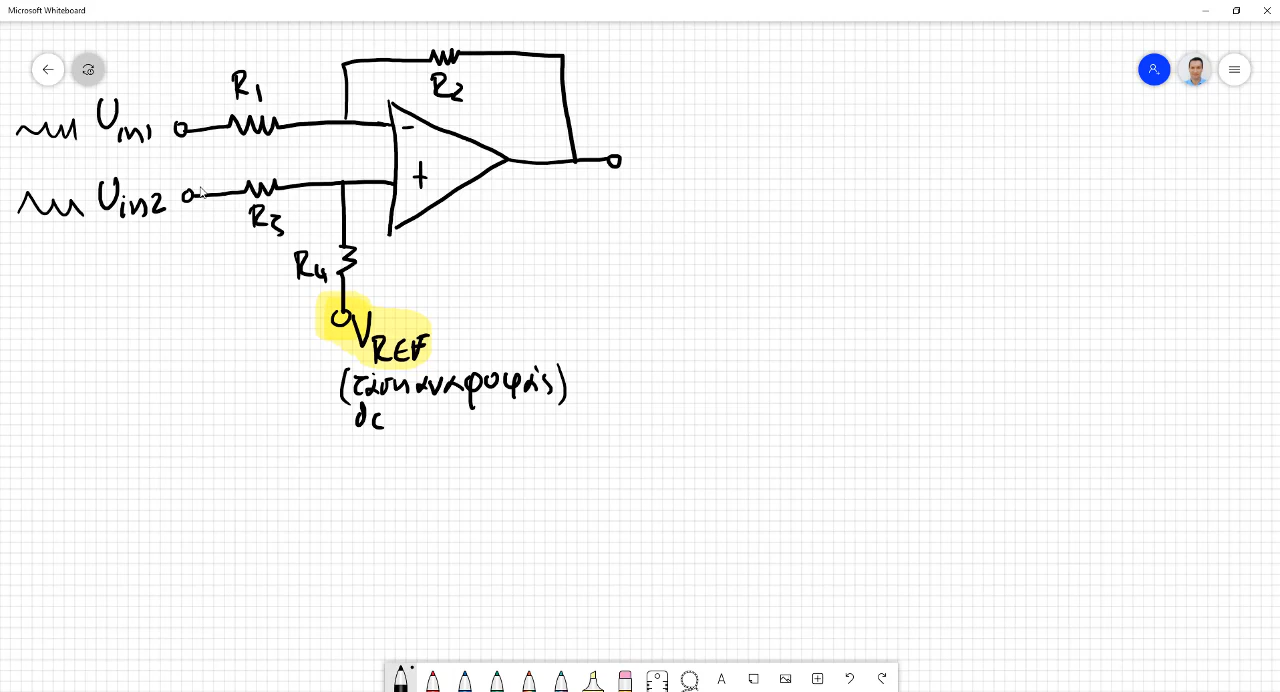 Microsoft Whiteboard
R2
R1
Uin1
-
Uin2
+
R3
R4
VREF
(τάση αναφοράς)
dc
A